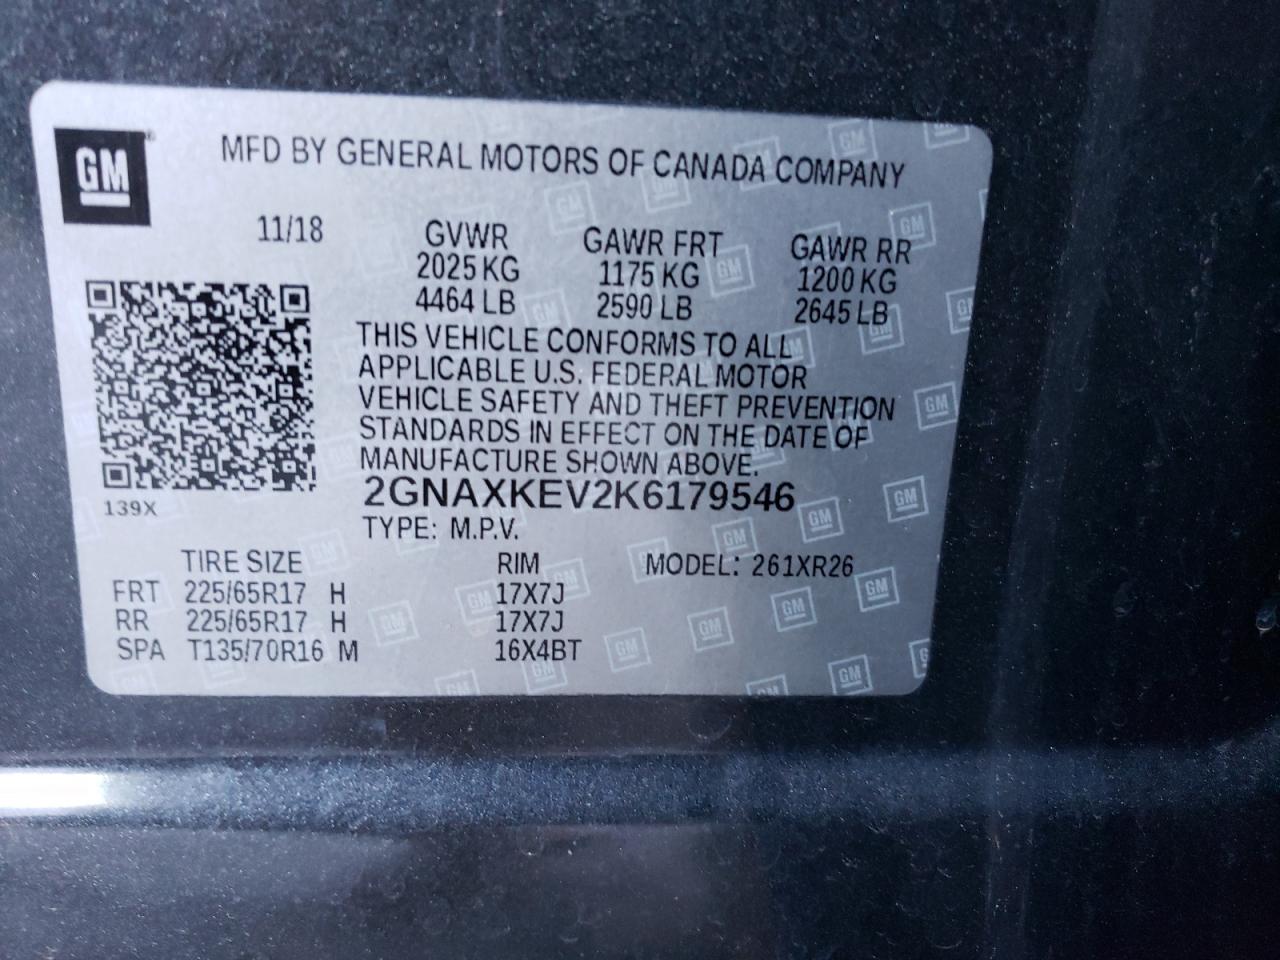 GM
MFD BY GENERAL MOTORS OF CANADA COMPANY
11/18 GVWR GAWR FRT GAWR RR
2025 KG 1175 KG 1200 KG
4464 LB 2590 LB 2645 LB
THIS VEHICLE CONFORMS TO ALL
APPLICABLE U.S. FEDERAL MOTOR
VEHICLE SAFETY AND THEFT PREVENTION
STANDARDS IN EFFECT ON THE DATE OF
MANUFACTURE SHOWN ABOVE.
2GNAXKEV2K6179546
139X
TYPE: M.P.V.
TIRE SIZE RIM MODEL: 261XR26
FRT 225/65R17 H 17X7J
RR 225/65R17 H 17X7J
SPA T135/70R16 M 16X4BT